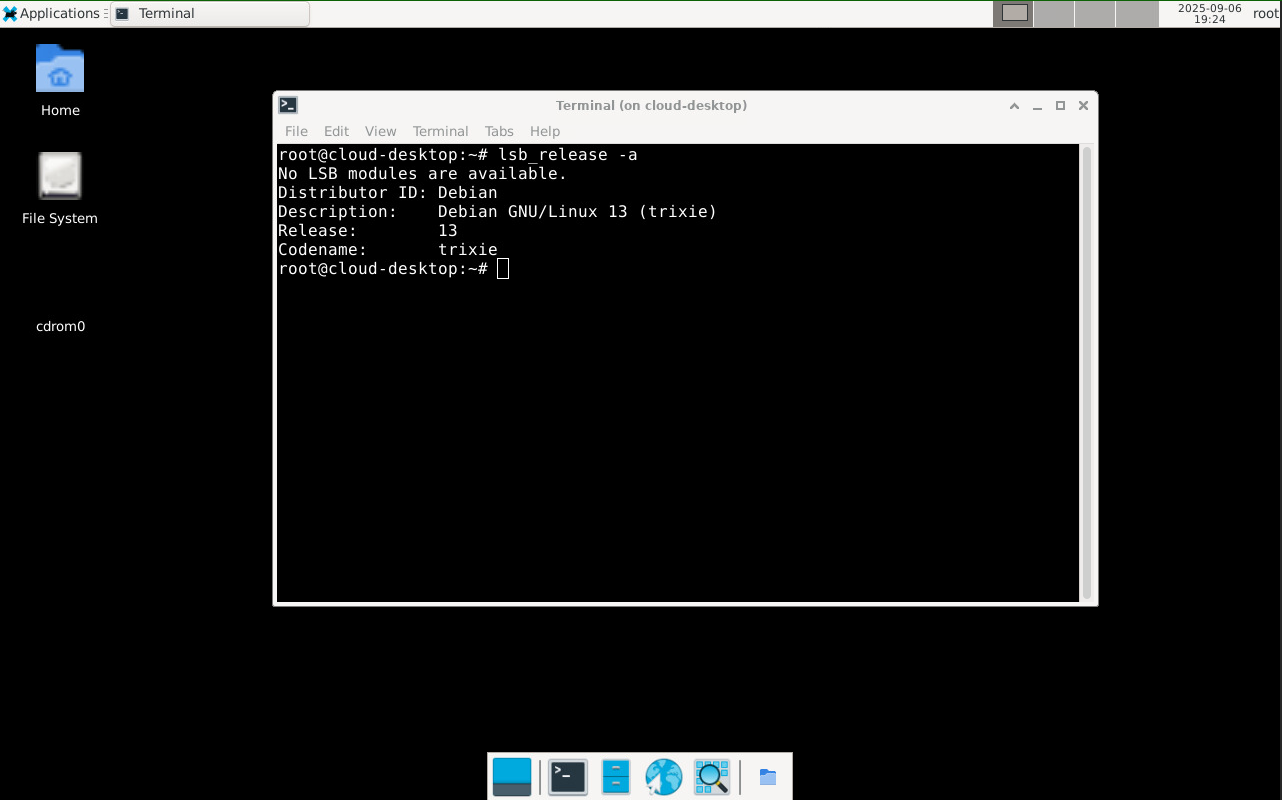 Applications
Terminal
2025-09-06
19:24
root
Home
File System
cdrom0
Terminal (on cloud-desktop)
File Edit View Terminal Tabs Help
root@cloud-desktop:~# lsb_release -a
No LSB modules are available.
Distributor ID: Debian
Description:    Debian GNU/Linux 13 (trixie)
Release:        13
Codename:       trixie
root@cloud-desktop:~#